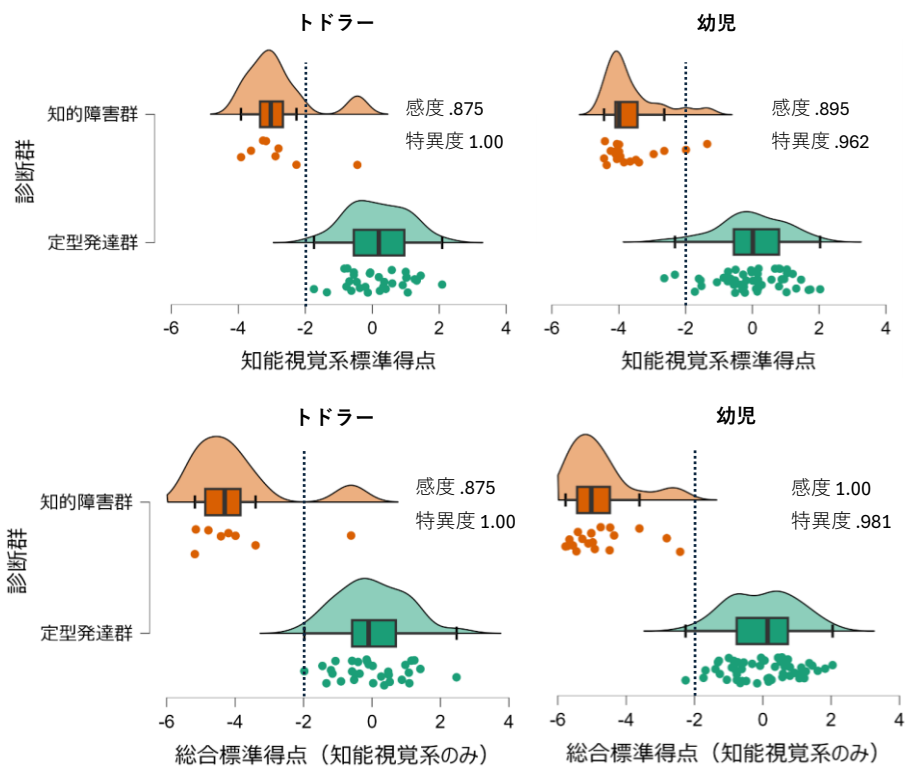 トドラー
幼児
診断群
知的障害群
定型発達群
感度 .875
特異度 1.00
感度 .895
特異度 .962
-6 -4 -2 0 2 4
-6 -4 -2 0 2 4
知能視覚系標準得点
知能視覚系標準得点
トドラー
幼児
診断群
知的障害群
定型発達群
感度 .875
特異度 1.00
感度 1.00
特異度 .981
-6 -4 -2 0 2 4
-6 -4 -2 0 2 4
総合標準得点（知能視覚系のみ）
総合標準得点（知能視覚系のみ）